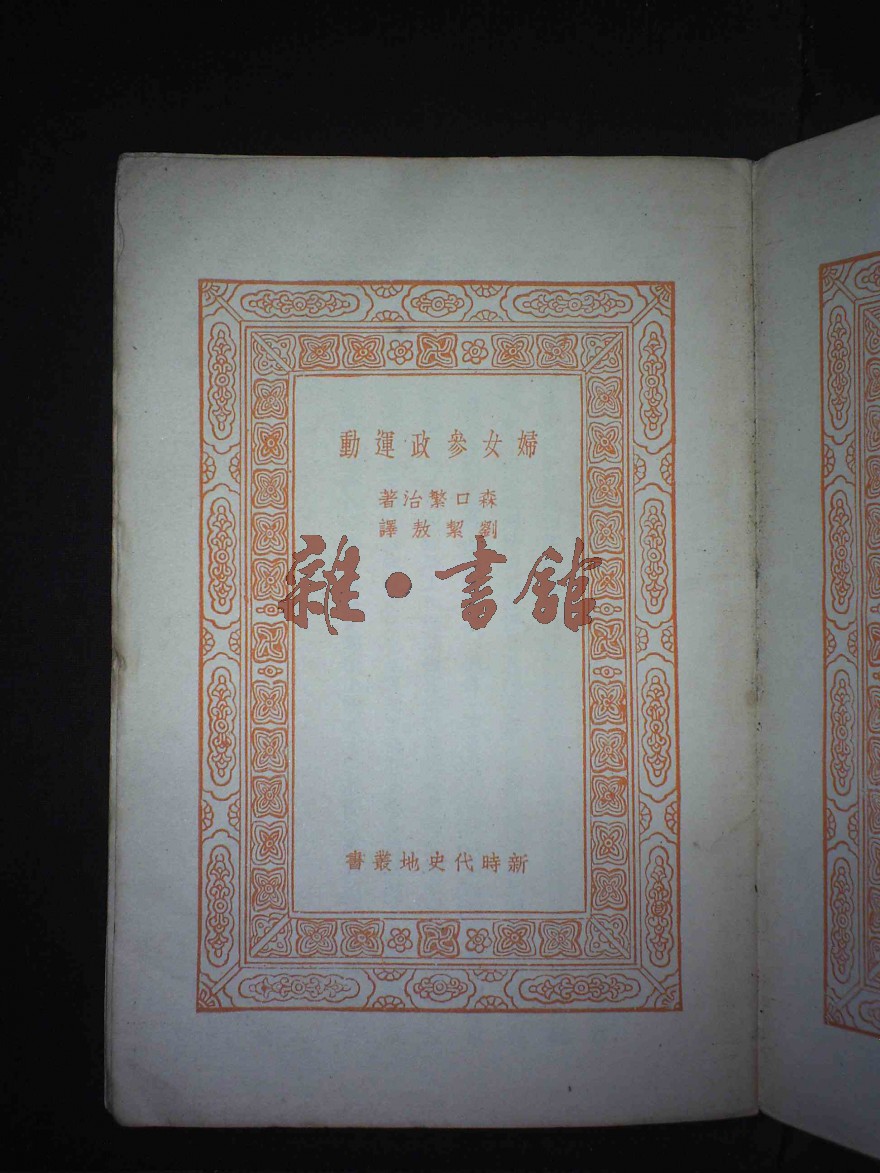 婦女參政運動
森口繁治著
劉絜敖譯
雜·書館
新時代史地叢書